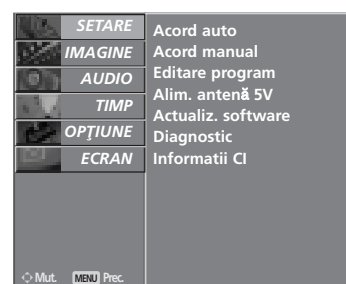 SETARE
IMAGINE
AUDIO
TIMP
OPŢIUNE
ECRAN
Acord auto
Acord manual
Editare program
Alim. antenă 5V
Actualiz. software
Diagnostic
Informatii CI
Mut. MENU Prec.